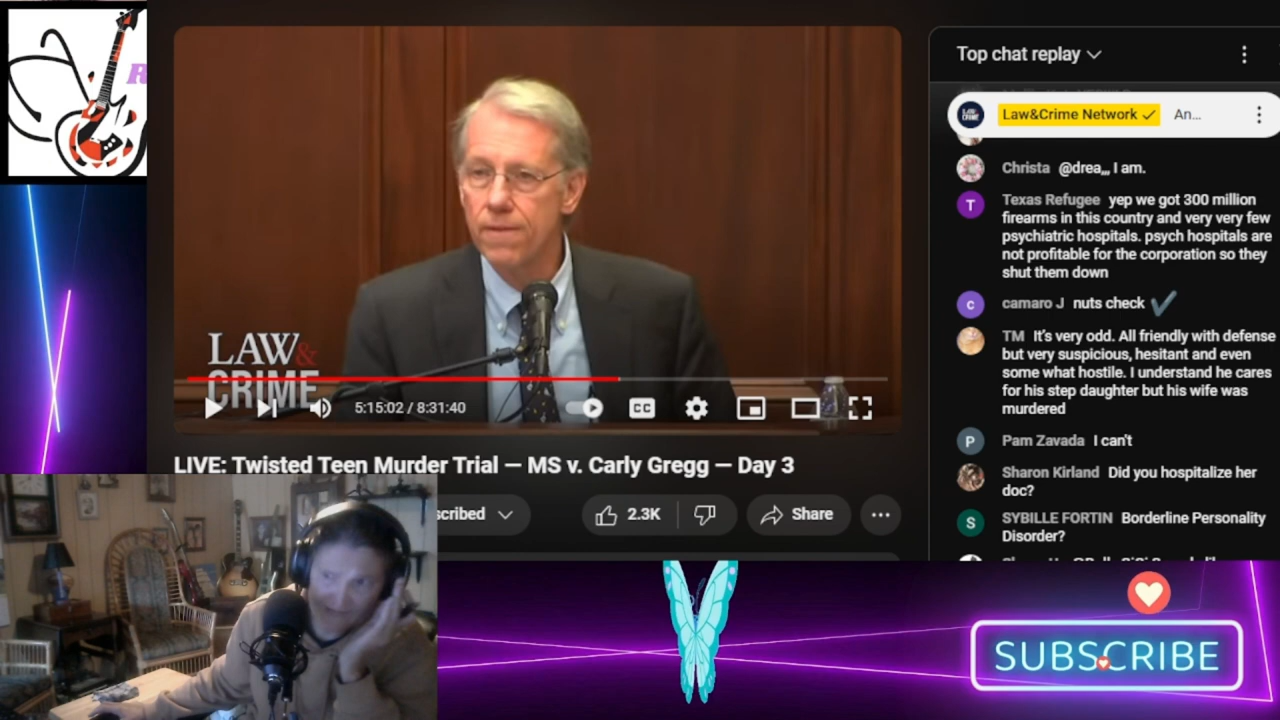 R
LAW&
CRIME
5:15:02 / 8:31:40
CC
LIVE: Twisted Teen Murder Trial — MS v. Carly Gregg — Day 3
scribed
2.3K
Share
Top chat replay
LAW&
CRIME
Law&Crime Network
An...
Christa @drea,,, I am.
T
Texas Refugee yep we got 300 million
firearms in this country and very very few
psychiatric hospitals. psych hospitals are
not profitable for the corporation so they
shut them down
c
camaro J nuts check
TM It's very odd. All friendly with defense
but very suspicious, hesitant and even
some what hostile. I understand he cares
for his step daughter but his wife was
murdered
P
Pam Zavada I can't
Sharon Kirland Did you hospitalize her
doc?
S
SYBILLE FORTIN Borderline Personality
Disorder?
SUBSCRIBE